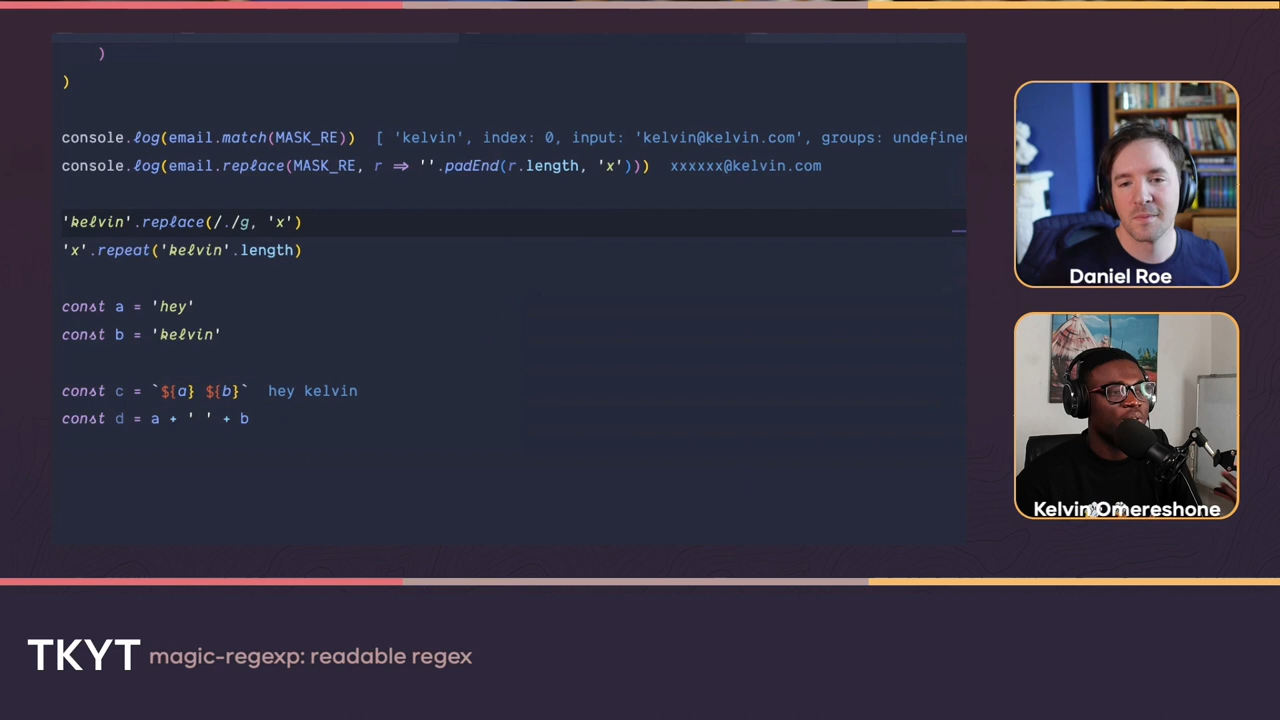 )
)
console.log(email.match(MASK_RE)) [ 'kelvin', index: 0, input: 'kelvin@kelvin.com', groups: undefined
console.log(email.replace(MASK_RE, r => ''.padEnd(r.length, 'x'))) xxxxxx@kelvin.com
'kelvin'.replace(/./g, 'x')
'x'.repeat('kelvin'.length)
const a = 'hey'
const b = 'kelvin'
const c = `${a} ${b}` hey kelvin
const d = a + ' ' + b
Daniel Roe
Kelvin Omereshone
TKYT magic-regexp: readable regex